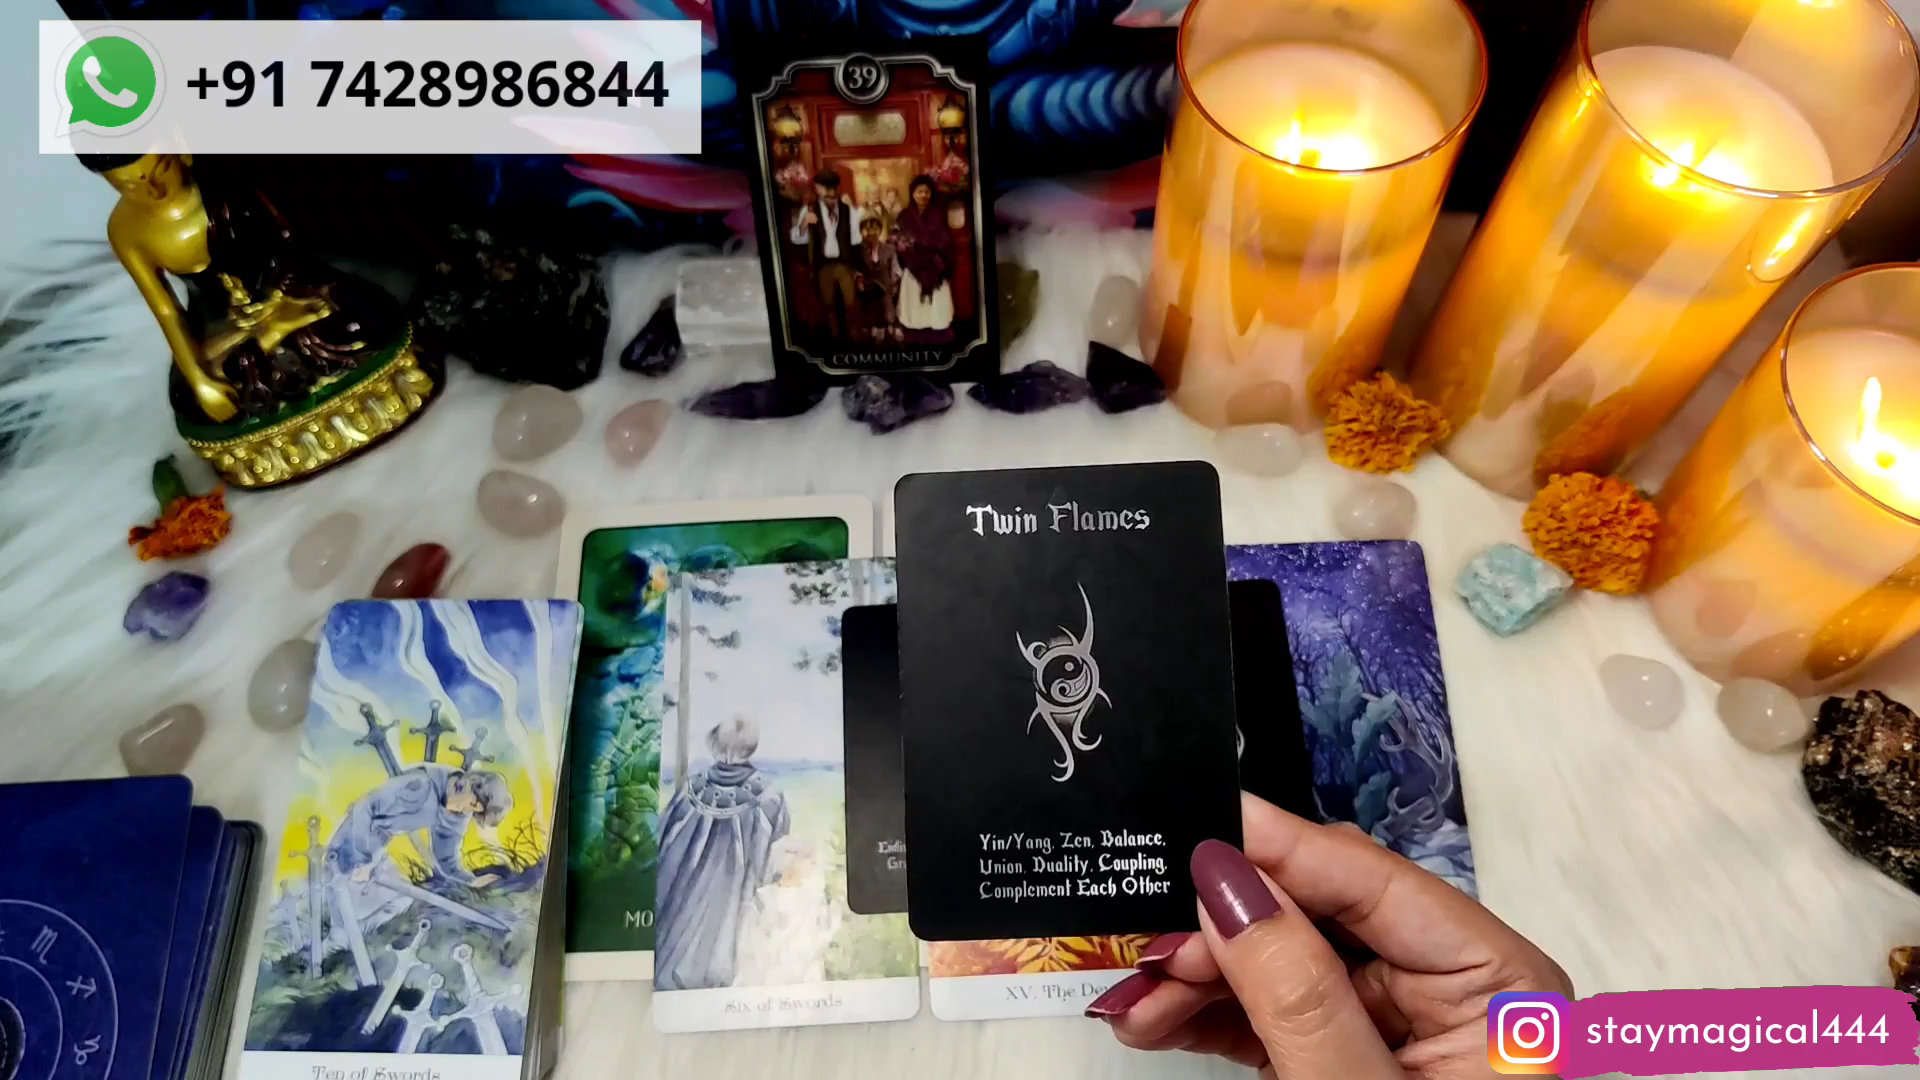 +91 7428986844
39
COMMUNITY
Twin Flames
Yin/Yang, Zen, Balance,
Union, Duality, Coupling,
Complement Each Other
MO
Six of Swords
XV. The De
Ten of Swords
staymagical444